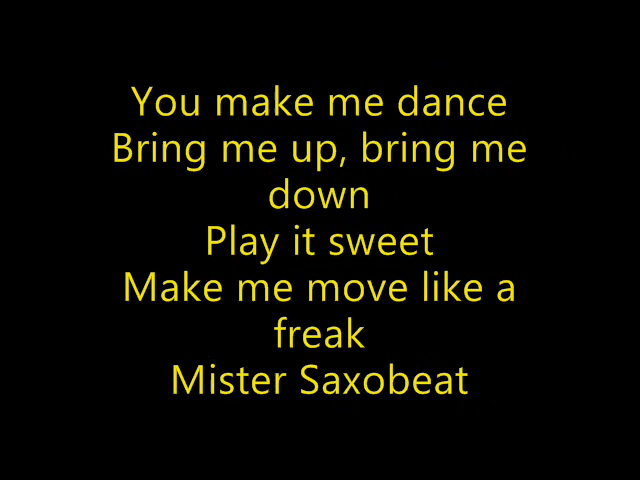 You make me dance
Bring me up, bring me
down
Play it sweet
Make me move like a
freak
Mister Saxobeat